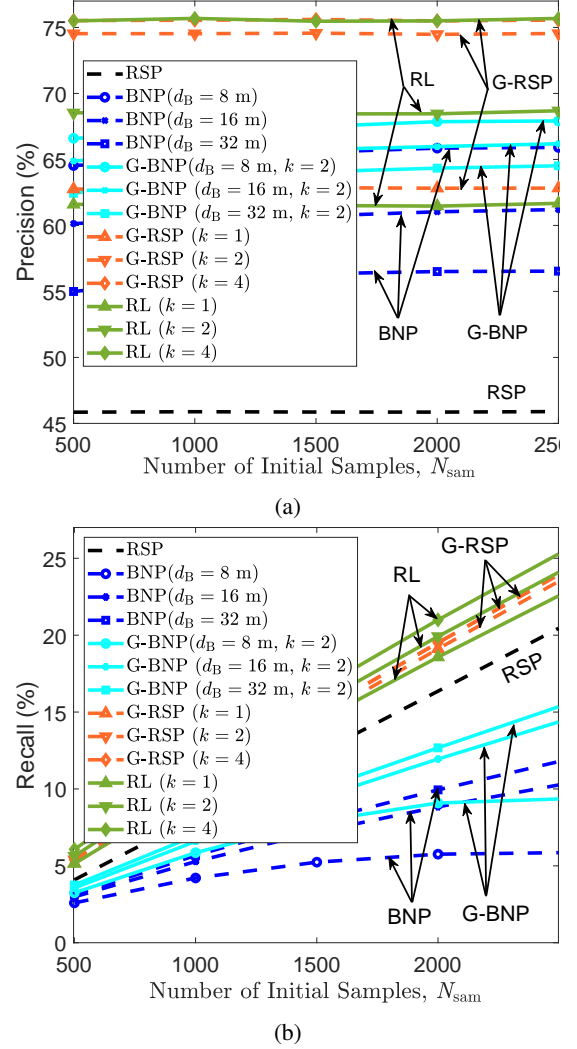 75
70
65
60
55
50
45
Precision (%)
RSP
BNP(d_B = 8 m)
BNP(d_B = 16 m)
BNP(d_B = 32 m)
G-BNP(d_B = 8 m, k = 2)
G-BNP (d_B = 16 m, k = 2)
G-BNP (d_B = 32 m, k = 2)
G-RSP (k = 1)
G-RSP (k = 2)
G-RSP (k = 4)
RL (k = 1)
RL (k = 2)
RL (k = 4)
RL
G-RSP
BNP
G-BNP
RSP
500 1000 1500 2000 250
Number of Initial Samples, N_sam
(a)
25
20
15
10
5
0
Recall (%)
RSP
BNP(d_B = 8 m)
BNP(d_B = 16 m)
BNP(d_B = 32 m)
G-BNP(d_B = 8 m, k = 2)
G-BNP (d_B = 16 m, k = 2)
G-BNP (d_B = 32 m, k = 2)
G-RSP (k = 1)
G-RSP (k = 2)
G-RSP (k = 4)
RL (k = 1)
RL (k = 2)
RL (k = 4)
G-RSP
RL
RSP
BNP
G-BNP
500 1000 1500 2000
Number of Initial Samples, N_sam
(b)